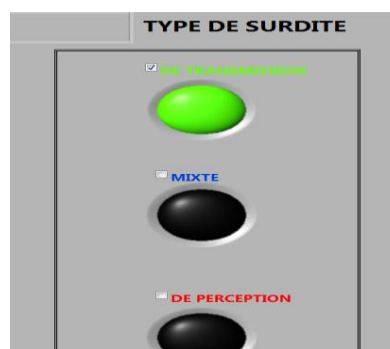 TYPE DE SURDITE
DE TRANSMISSION
MIXTE
DE PERCEPTION